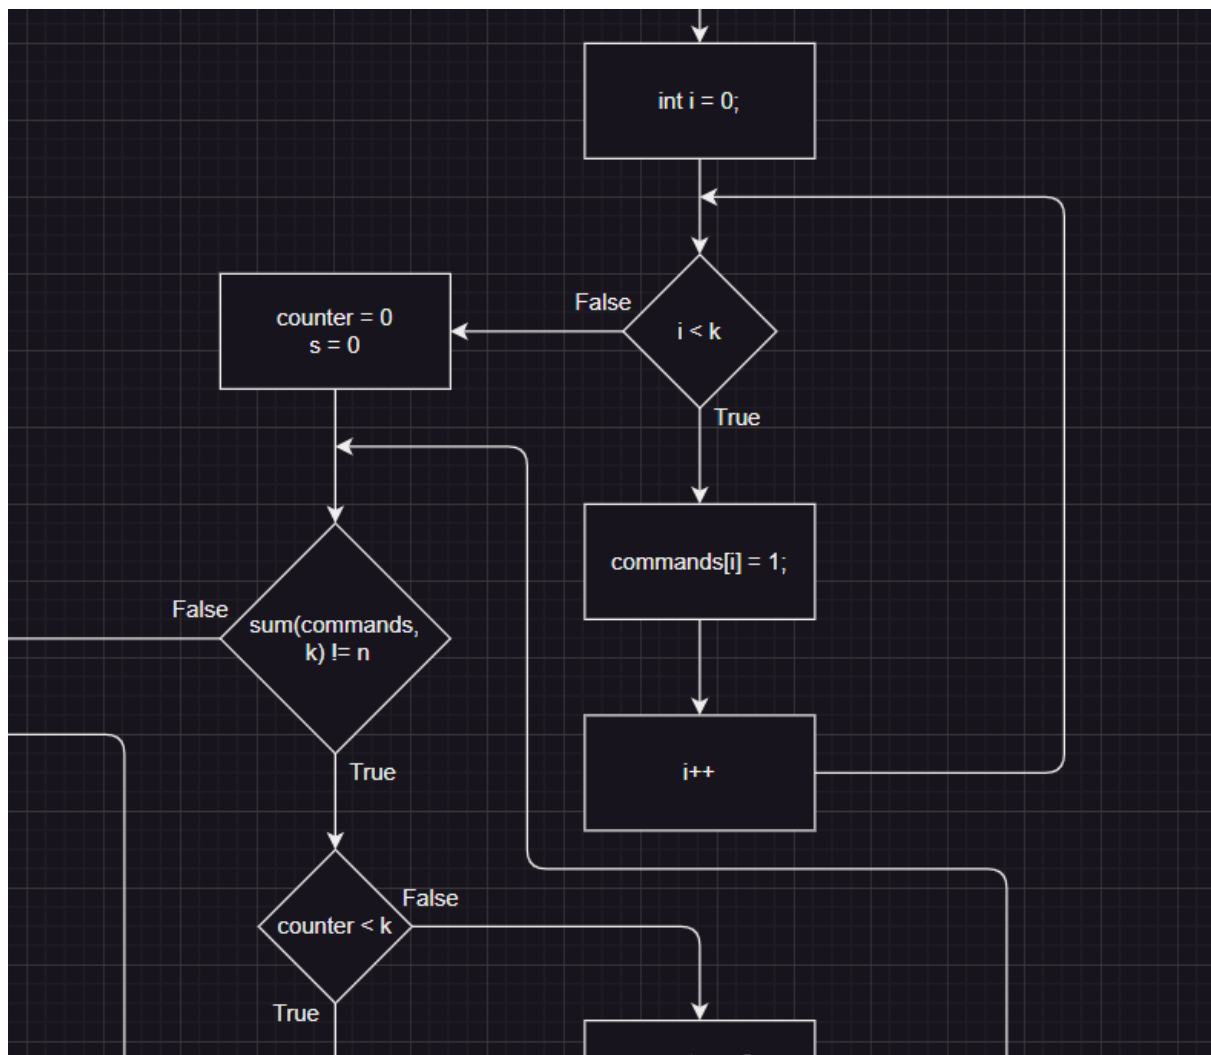 int i = 0;
False
i < k
True
counter = 0
s = 0
commands[i] = 1;
False
sum(commands,
k) != n
True
i++
False
counter < k
True